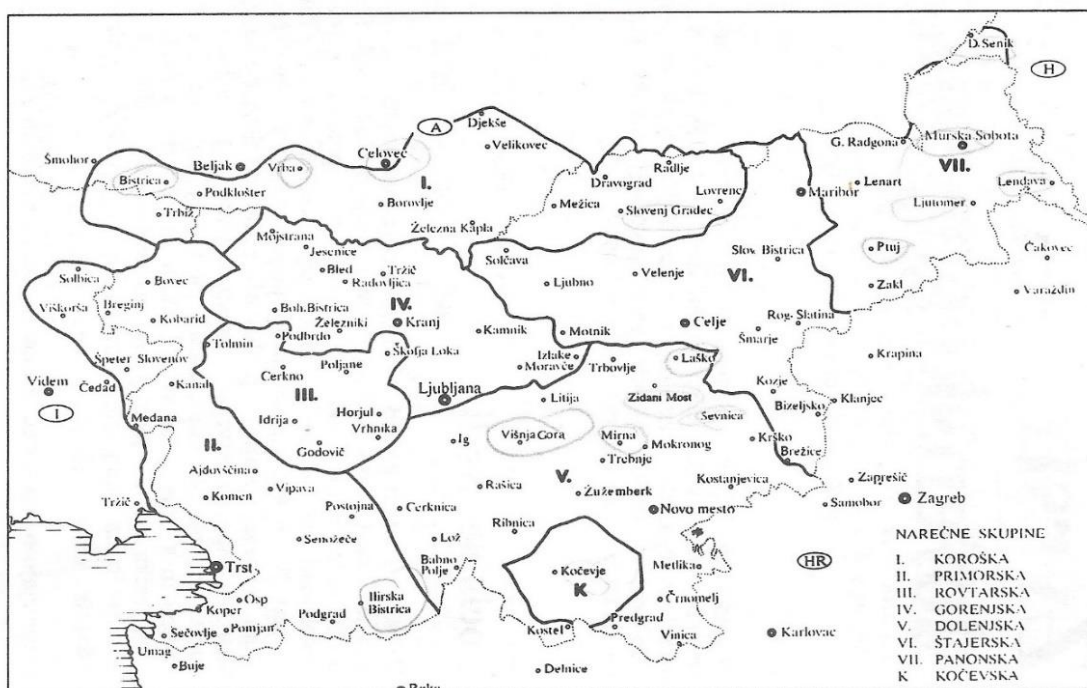 D. Senik
H
Djekše
A
Velikovec
G. Radgona
Murska Sobota
VII.
Šmohor
Beljak
Celovec
I.
Radlje
Bistrica
Vrba
Podklošter
Dravograd
Lovrenc
Maribor
Lenart
Lendava
Borovlje
Mežica
Slovenj Gradec
Ljutomer
Trbiž
Železna Kapla
Mojstrana
Jesenice
Solčava
Slov. Bistrica
Ptuj
Čakovec
Solbica
Bovec
Bled
Tržič
Radovljica
Ljubno
Velenje
VI.
Zakl
Varaždin
Viškorša
Breginj
Kobarid
Boh. Bistrica
IV.
Železniki
Kranj
Kamnik
Motnik
Celje
Rog. Slatina
Šmarje
Tolmin
Podbrdo
Škofja Loka
Izlake
Moravče
Trbovlje
Laško
Krapina
Špeter Slovenov
Videm
Čedad
Kanal
Cerkno
Poljane
III.
Ljubljana
Litija
Zidani Most
Kozje
Bizeljsko
Klanjec
I
Medana
Idrija
Horjul
Vrhnika
Sevnica
II.
Godovič
Ig
Višnja Gora
Mirna
Mokronog
Trebnje
Krško
Brežice
Ajdovščina
Vipava
Komen
Rašica
V.
Žužemberk
Kostanjevica
Zaprešić
Samobor
Zagreb
Tržič
Postojna
Cerknica
Novo mesto
Senožeče
Lož
Ribnica
NAREČNE SKUPINE
Trst
Babno
Polje
Kočevje
K
Metlika
HR
I. KOROŠKA
II. PRIMORSKA
III. ROVTARSKA
IV. GORENJSKA
V. DOLENJSKA
VI. ŠTAJERSKA
VII. PANONSKA
K KOČEVSKA
Osp
Koper
Ilirska
Bistrica
Črnomelj
Sečovlje
Pomjan
Podgrad
Kostel
Predgrad
Vinica
Karlovac
Umag
Buje
Delnice